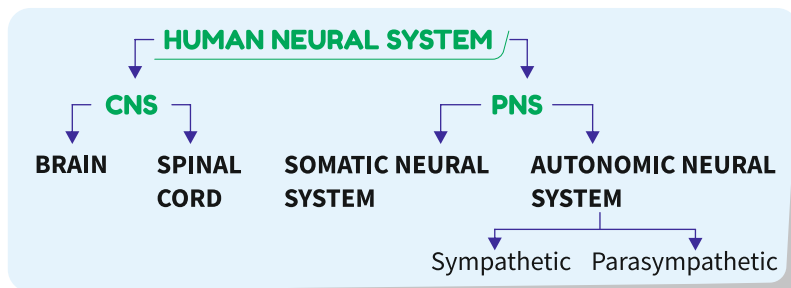 HUMAN NEURAL SYSTEM
CNS
PNS
BRAIN
SPINAL
CORD
SOMATIC NEURAL
SYSTEM
AUTONOMIC NEURAL
SYSTEM
Sympathetic
Parasympathetic